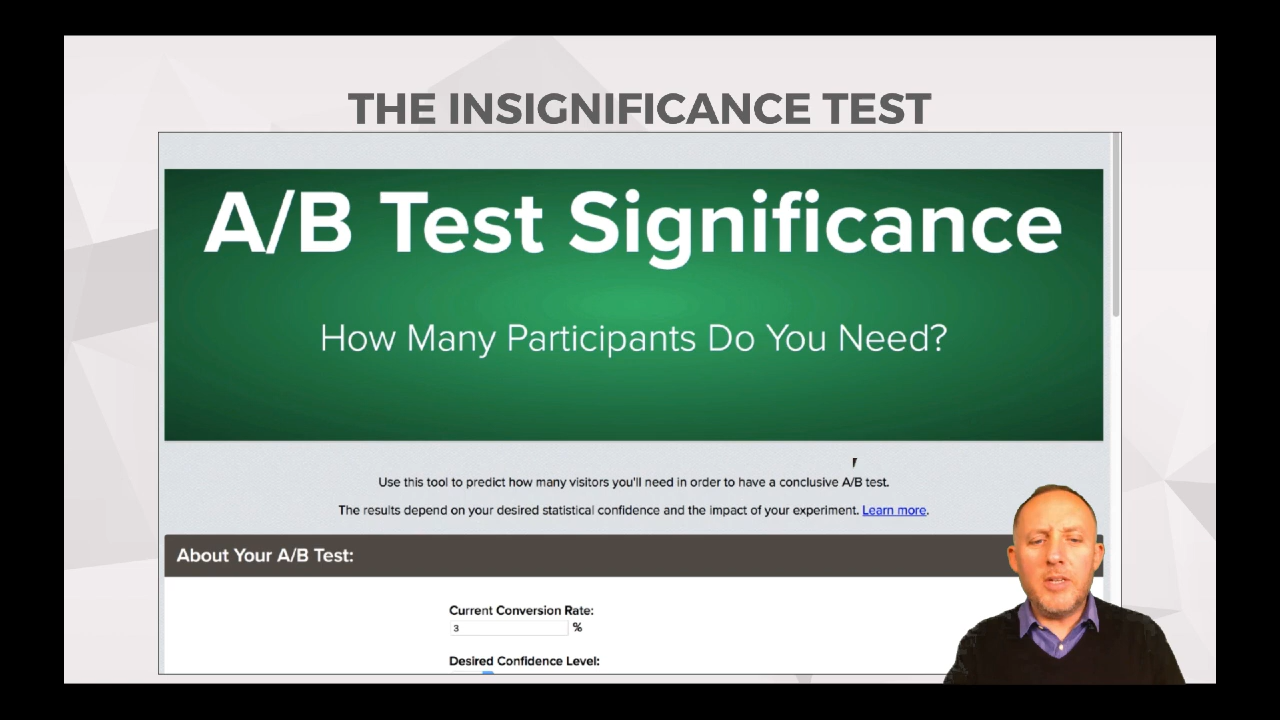 THE INSIGNIFICANCE TEST
A/B Test Significance
How Many Participants Do You Need?
Use this tool to predict how many visitors you'll need in order to have a conclusive A/B test.
The results depend on your desired statistical confidence and the impact of your experiment. Learn more.
About Your A/B Test:
Current Conversion Rate:
3 %
Desired Confidence Level: